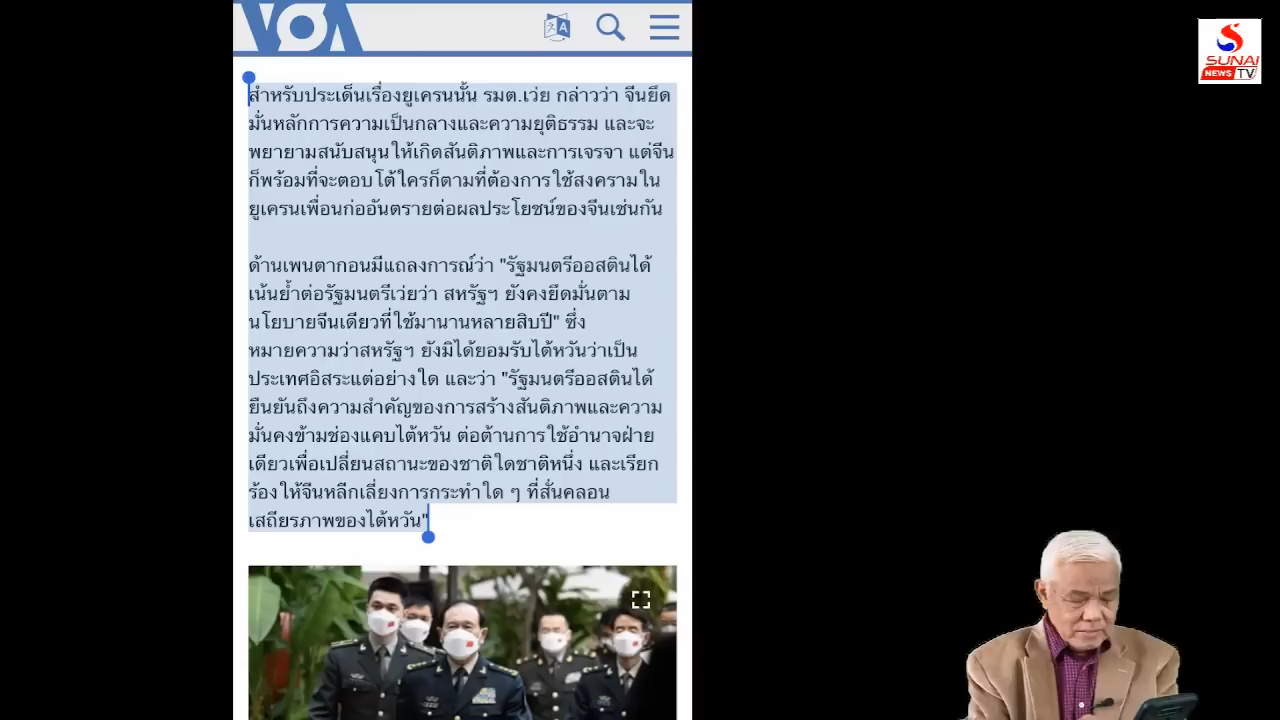 VOA
SUNAI
NEWS TV
สำหรับประเด็นเรื่องยูเครนนั้น รมต.เว่ย กล่าวว่า จีนยึด
มั่นหลักการความเป็นกลางและความยุติธรรม และจะ
พยายามสนับสนุนให้เกิดสันติภาพและการเจรจา แต่จีน
ก็พร้อมที่จะตอบโต้ใครก็ตามที่ต้องการใช้สงครามใน
ยูเครนเพื่อนก่ออันตรายต่อผลประโยชน์ของจีนเช่นกัน
ด้านเพนตากอนมีแถลงการณ์ว่า "รัฐมนตรีออสตินได้
เน้นย้ำต่อรัฐมนตรีเว่ยว่า สหรัฐฯ ยังคงยึดมั่นตาม
นโยบายจีนเดียวที่ใช้มานานหลายสิบปี" ซึ่ง
หมายความว่าสหรัฐฯ ยังมิได้ยอมรับไต้หวันว่าเป็น
ประเทศอิสระแต่อย่างใด และว่า "รัฐมนตรีออสตินได้
ยืนยันถึงความสำคัญของการสร้างสันติภาพและความ
มั่นคงข้ามช่องแคบไต้หวัน ต่อต้านการใช้อำนาจฝ่าย
เดียวเพื่อเปลี่ยนสถานะของชาติใดชาติหนึ่ง และเรียก
ร้องให้จีนหลีกเลี่ยงการกระทำใด ๆ ที่สั่นคลอน
เสถียรภาพของไต้หวัน"